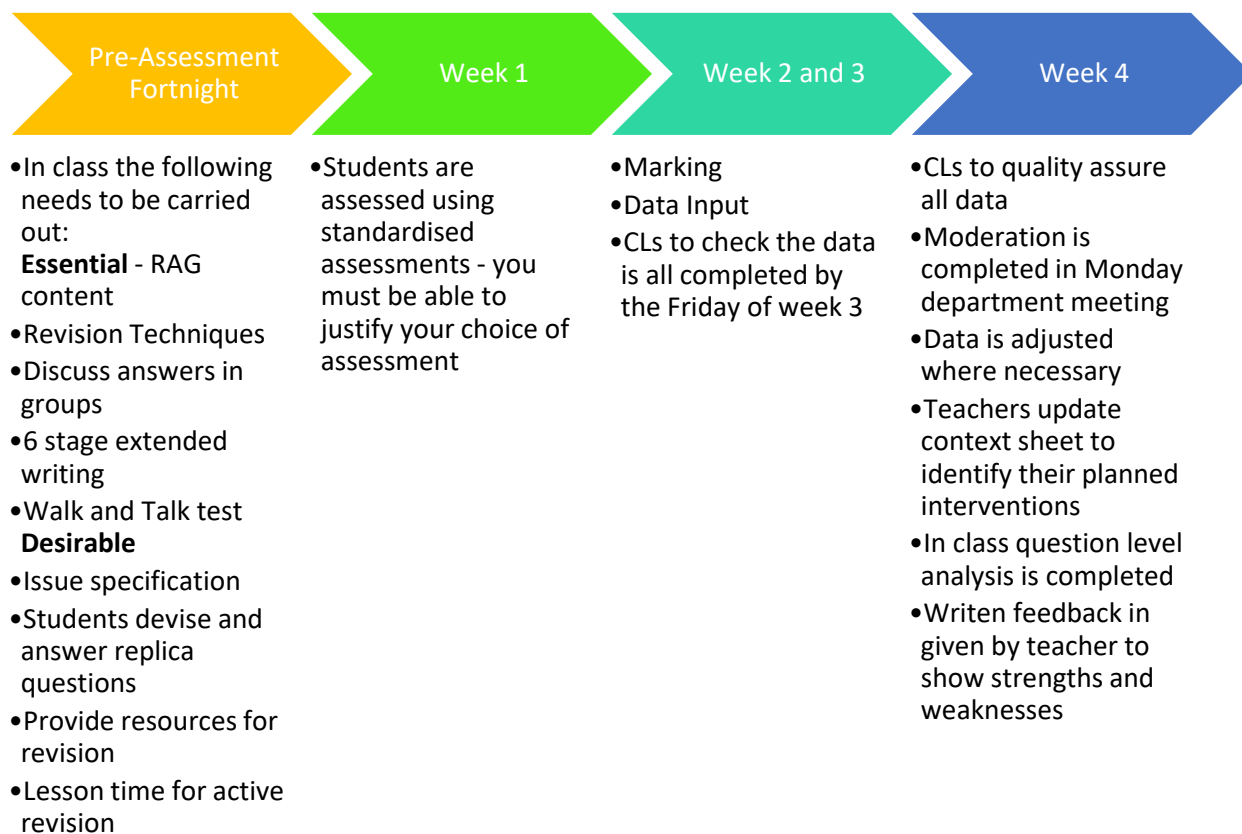 Pre-Assessment
Fortnight
Week 1
Week 2 and 3
Week 4
•In class the following
needs to be carried
out:
Essential - RAG
content
•Revision Techniques
•Discuss answers in
groups
•6 stage extended
writing
•Walk and Talk test
Desirable
•Issue specification
•Students devise and
answer replica
questions
•Provide resources for
revision
•Lesson time for active
revision
•Students are
assessed using
standardised
assessments - you
must be able to
justify your choice of
assessment
•Marking
•Data Input
•CLs to check the data
is all completed by
the Friday of week 3
•CLs to quality assure
all data
•Moderation is
completed in Monday
department meeting
•Data is adjusted
where necessary
•Teachers update
context sheet to
identify their planned
interventions
•In class question level
analysis is completed
•Writen feedback in
given by teacher to
show strengths and
weaknesses